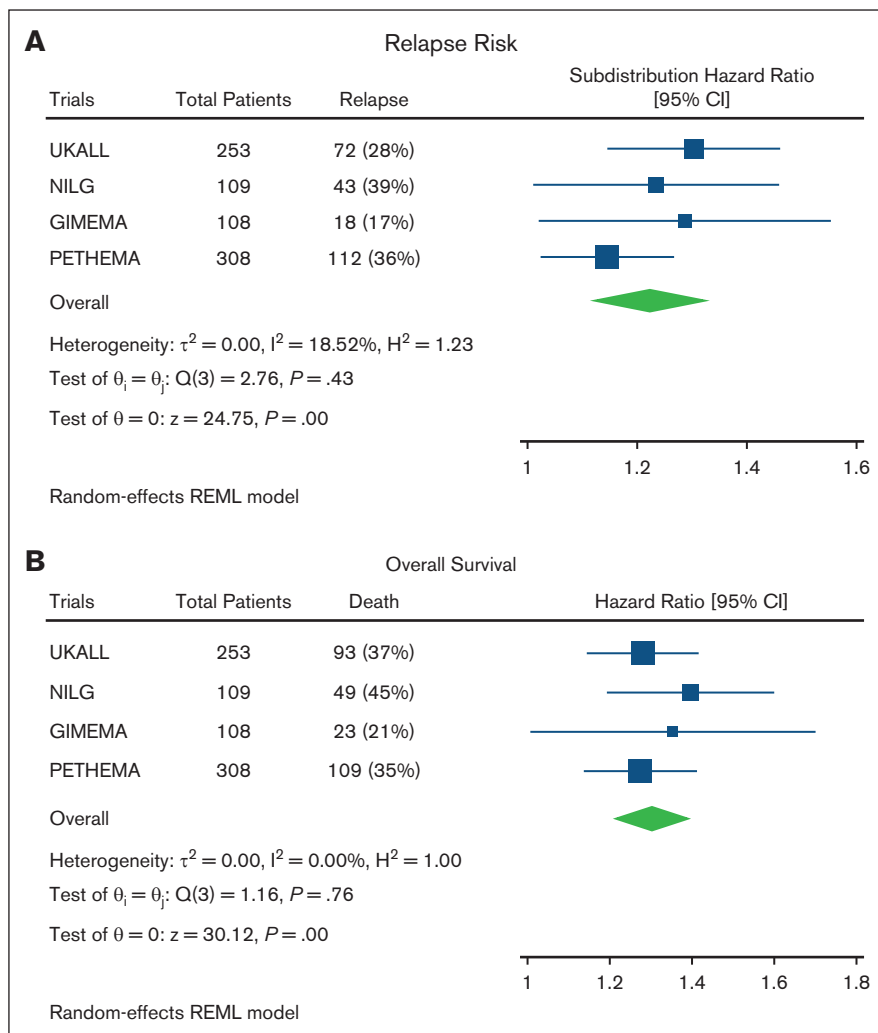 A
Relapse Risk
Trials Total Patients Relapse Subdistribution Hazard Ratio
[95% CI]
UKALL 253 72 (28%)
NILG 109 43 (39%)
GIMEMA 108 18 (17%)
PETHEMA 308 112 (36%)
Overall
Heterogeneity: τ² = 0.00, I² = 18.52%, H² = 1.23
Test of θᵢ = θⱼ: Q(3) = 2.76, P = .43
Test of θ = 0: z = 24.75, P = .00
1 1.2 1.4 1.6
Random-effects REML model
B
Overall Survival
Trials Total Patients Death Hazard Ratio [95% CI]
UKALL 253 93 (37%)
NILG 109 49 (45%)
GIMEMA 108 23 (21%)
PETHEMA 308 109 (35%)
Overall
Heterogeneity: τ² = 0.00, I² = 0.00%, H² = 1.00
Test of θᵢ = θⱼ: Q(3) = 1.16, P = .76
Test of θ = 0: z = 30.12, P = .00
1 1.2 1.4 1.6 1.8
Random-effects REML model